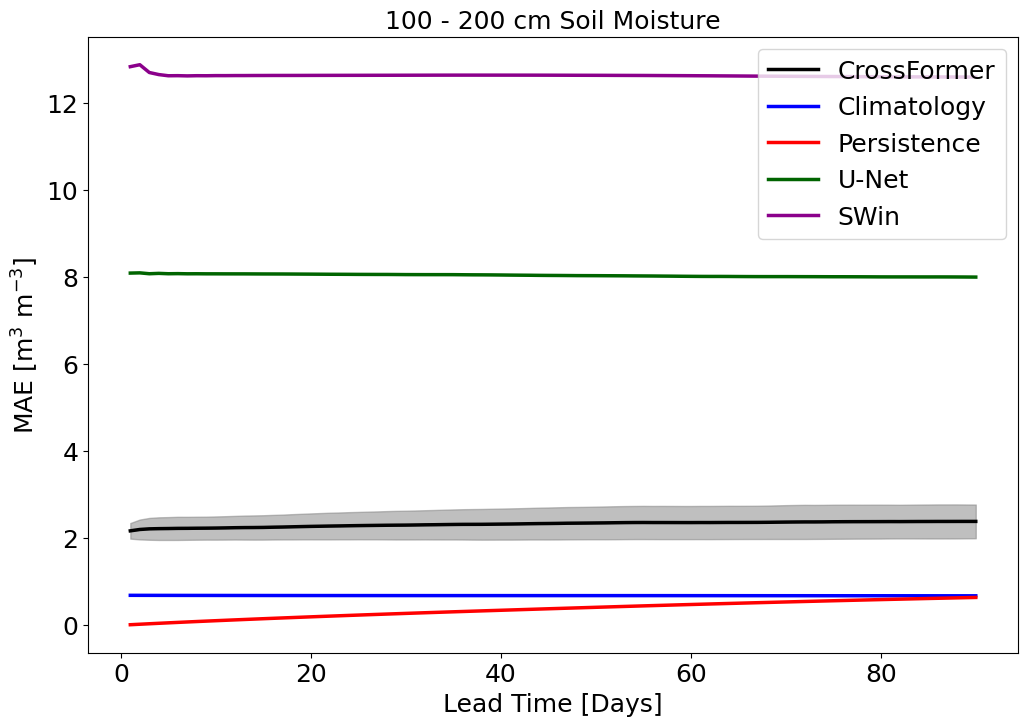 100 - 200 cm Soil Moisture
MAE [m³ m⁻³]
12
10
8
6
4
2
0
CrossFormer
Climatology
Persistence
U-Net
SWin
0 20 40 60 80
Lead Time [Days]